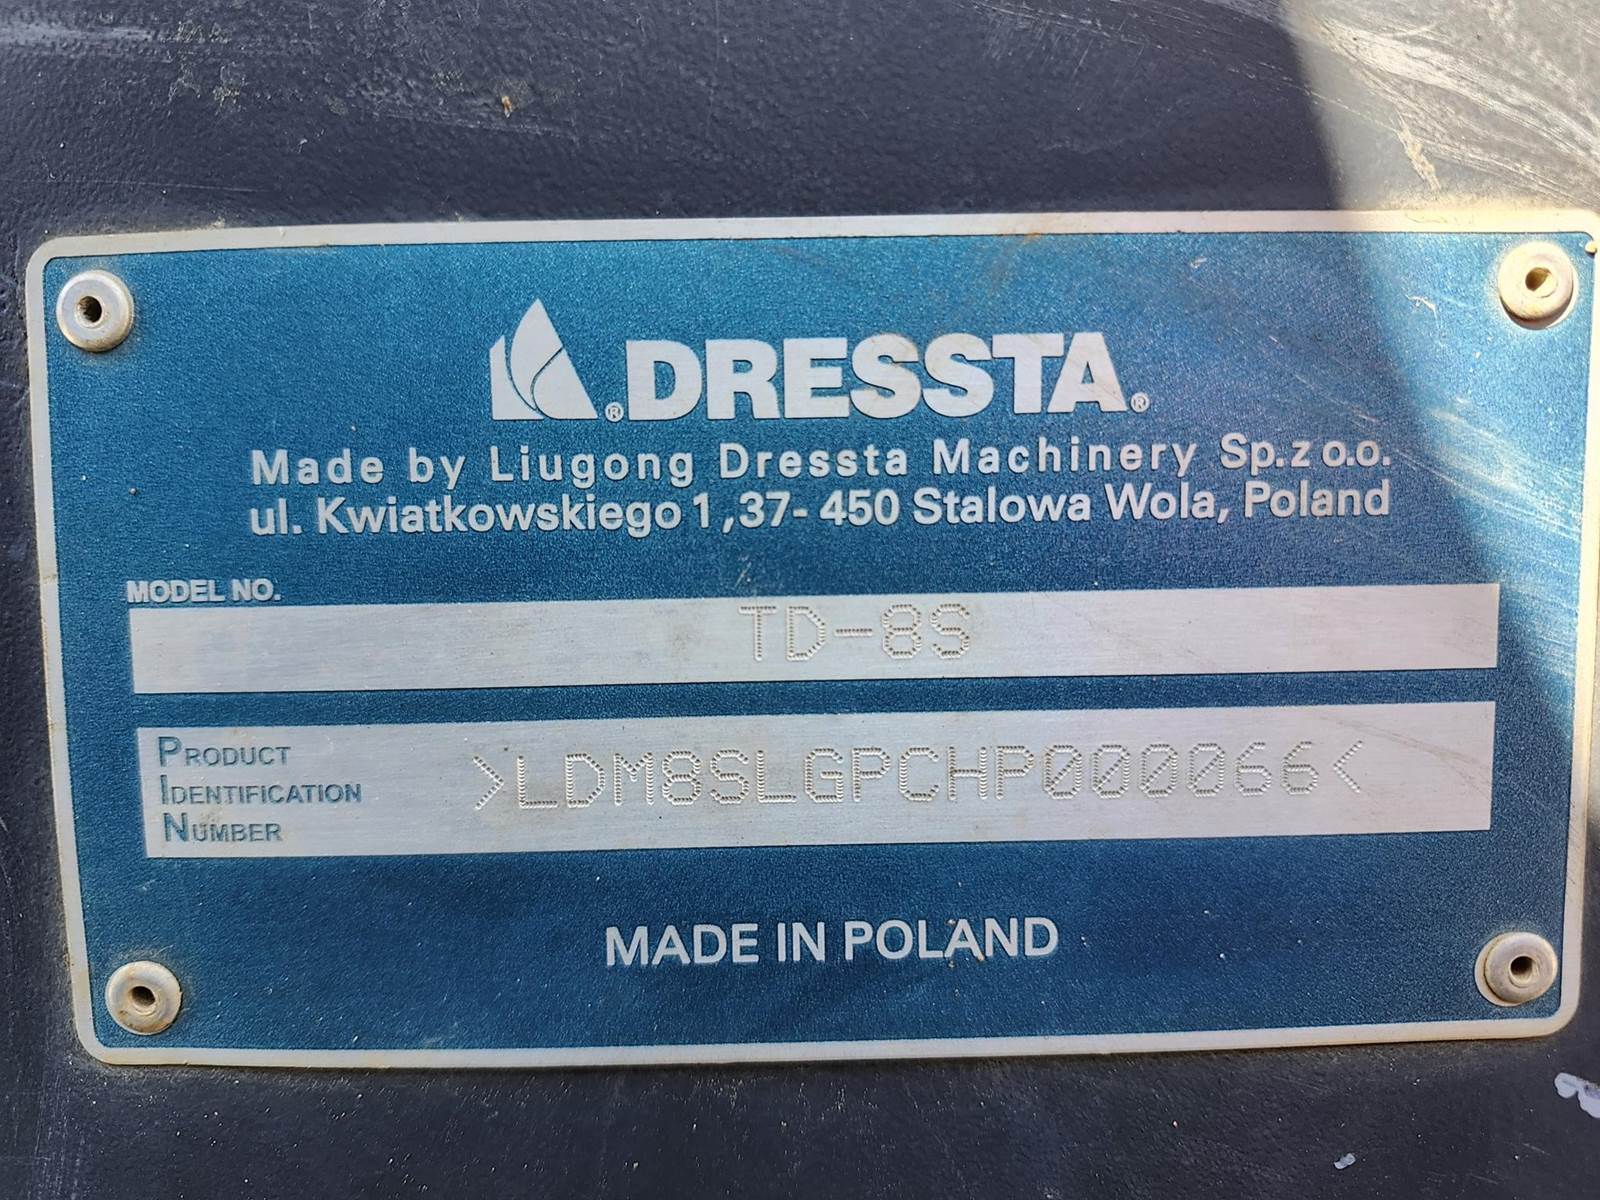 ®DRESSTA®
Made by Liugong Dressta Machinery Sp.z o.o.
ul. Kwiatkowskiego 1,37-450 Stalowa Wola, Poland
MODEL NO.
TD-8S
PRODUCT
IDENTIFICATION
NUMBER
>LDM8SLGPCHP000066<
MADE IN POLAND